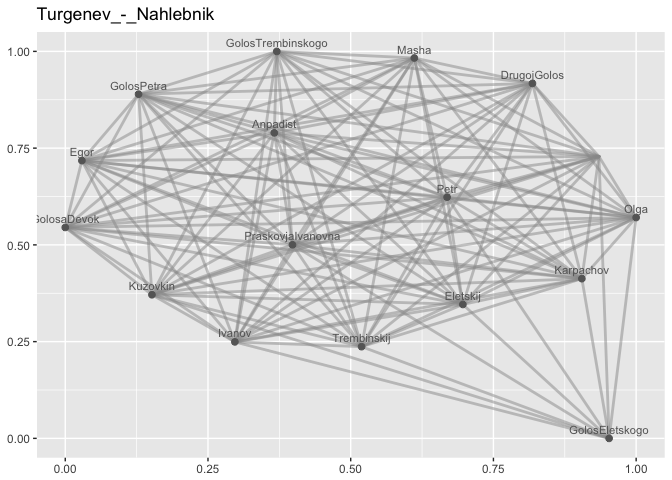 Turgenev_-_Nahlebnik
1.00
0.75
0.50
0.25
0.00
GolosTrembinskogo
Masha
DrugojGolos
GolosPetra
Anpadist
Egor
Petr
GolosaDevok
Olga
PraskovjaIvanovna
Karpachov
Kuzovkin
Eletskij
Ivanov
Trembinskij
GolosEletskogo
0.00 0.25 0.50 0.75 1.00